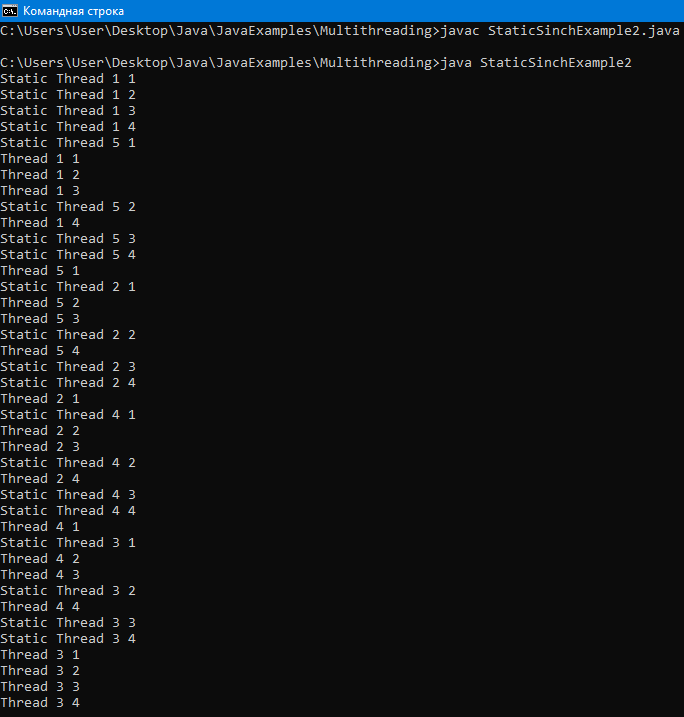 Командная строка
C:\Users\User\Desktop\Java\JavaExamples\Multithreading>javac StaticSinchExample2.java
C:\Users\User\Desktop\Java\JavaExamples\Multithreading>java StaticSinchExample2
Static Thread 1 1
Static Thread 1 2
Static Thread 1 3
Static Thread 1 4
Static Thread 5 1
Thread 1 1
Thread 1 2
Thread 1 3
Static Thread 5 2
Thread 1 4
Static Thread 5 3
Static Thread 5 4
Thread 5 1
Static Thread 2 1
Thread 5 2
Thread 5 3
Static Thread 2 2
Thread 5 4
Static Thread 2 3
Static Thread 2 4
Thread 2 1
Static Thread 4 1
Thread 2 2
Thread 2 3
Static Thread 4 2
Thread 2 4
Static Thread 4 3
Static Thread 4 4
Thread 4 1
Static Thread 3 1
Thread 4 2
Thread 4 3
Static Thread 3 2
Thread 4 4
Static Thread 3 3
Static Thread 3 4
Thread 3 1
Thread 3 2
Thread 3 3
Thread 3 4